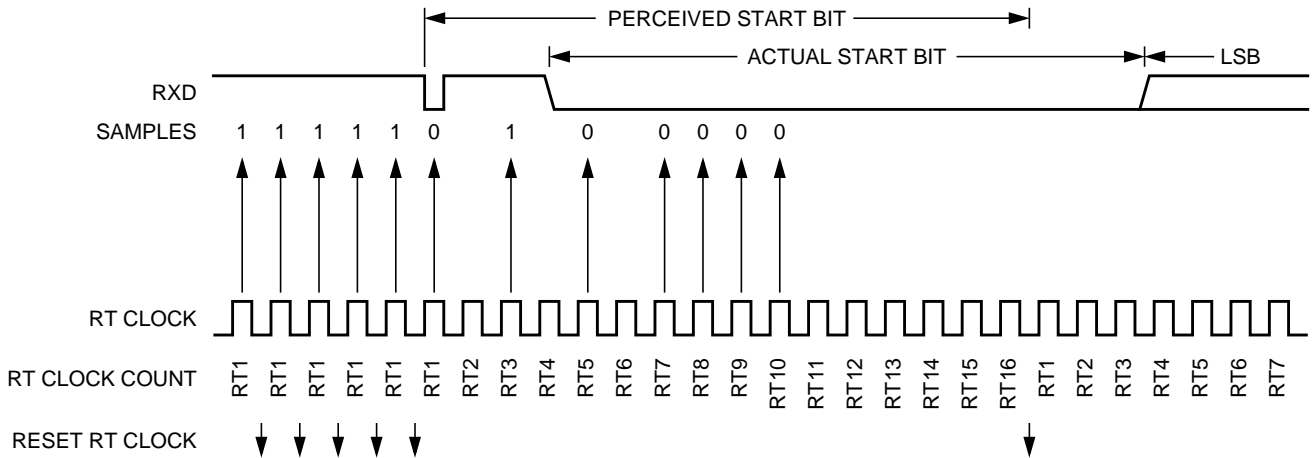 PERCEIVED START BIT
ACTUAL START BIT
LSB
RXD
SAMPLES 1 1 1 1 1 0 1 0 0 0 0 0
RT CLOCK
RT CLOCK COUNT RT1 RT1 RT1 RT1 RT1 RT1 RT2 RT3 RT4 RT5 RT6 RT7 RT8 RT9 RT10 RT11 RT12 RT13 RT14 RT15 RT16 RT1 RT2 RT3 RT4 RT5 RT6 RT7
RESET RT CLOCK